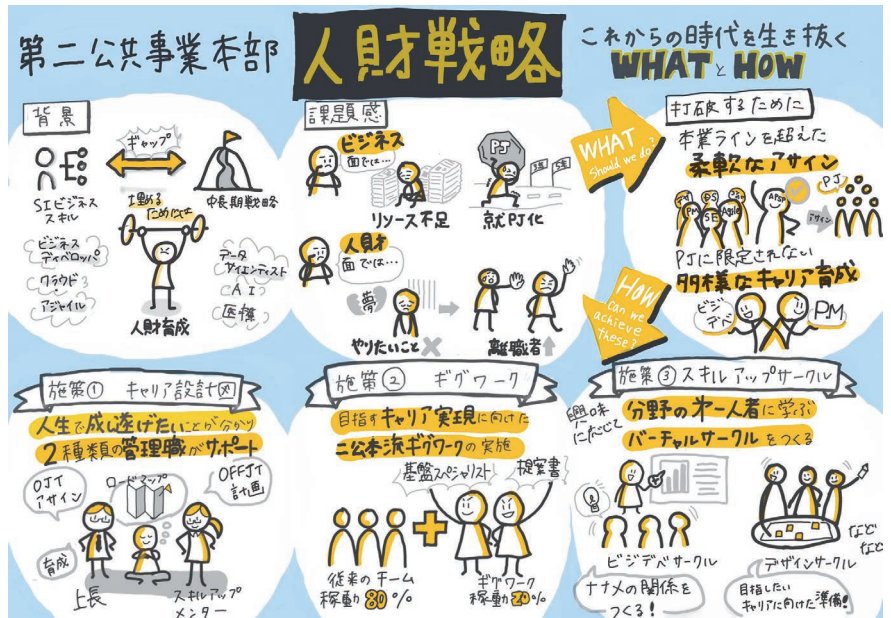 第二公共事業本部
人財戦略
これからの時代を生き抜く
WHATとHOW
背景
ギャップ
SIビジネス
スキル
中長期戦略
埋める
ためには
ビジネス
ディベロッパ
クラウド
アジャイル
データ
サイエンティスト
AI
医療
人財育成
課題感
ビジネス
面では…
リソース不足
PJ
就PJ化
人財
面では…
夢
やりたいこと
離職者
WHAT
should we do?
HOW
can we
achieve
these?
打破するために
本業ラインを超えた
柔軟なアサイン
PM
SE
Agile
PJ
アサイン
PJに限定されない
多様なキャリア育成
ビジ
デベ
PM
施策① キャリア設計図
人生で成し遂げたいことが分かり
2種類の管理職がサポート
OJT
アサイン
ロードマップ
OFFJT
計画
育成
上長
スキルアップ
メンター
施策② ギグワーク
目指すキャリア実現に向けた
二公本流ギグワークの実施
基盤スペシャリスト
提案書
従来のチーム
稼動80%
ギグワーク
稼動20%
施策③スキルアップサークル
興味
に応じて
分野の第一人者に学ぶ
バーチャルサークルをつくる
ビジデベサークル
ナナメの関係を
つくる!
など
など
デザインサークル
目指したい
キャリアに向けた準備!